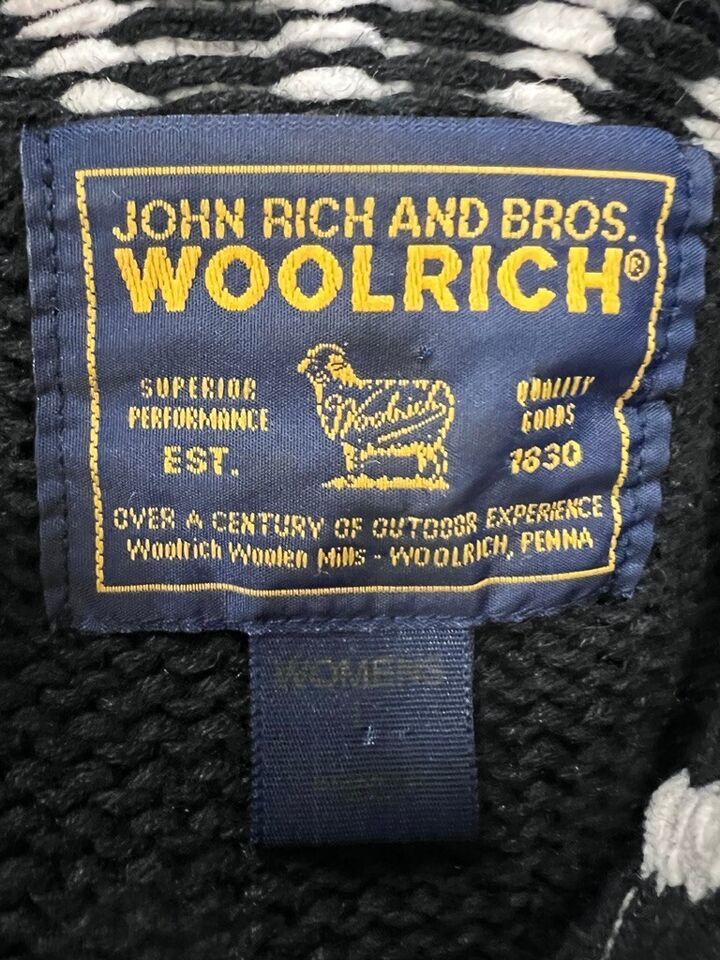 JOHN RICH AND BROS.
WOOLRICH®
SUPERIOR
PERFORMANCE
EST.
Woolrich
QUALITY
GOODS
1830
OVER A CENTURY OF OUTDOOR EXPERIENCE
Woolrich Woolen Mills - WOOLRICH, PENNA
WOMENS